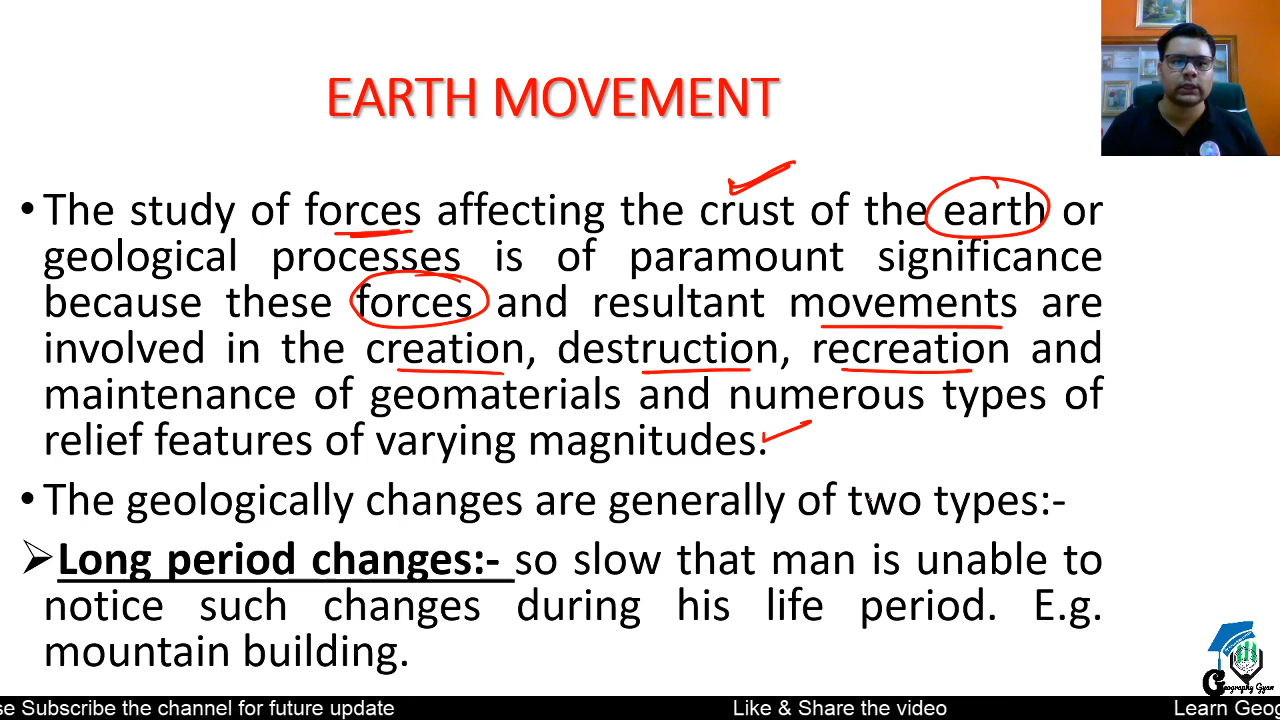 EARTH MOVEMENT
• The study of forces affecting the crust of the earth or
geological processes is of paramount significance
because these forces and resultant movements are
involved in the creation, destruction, recreation and
maintenance of geomaterials and numerous types of
relief features of varying magnitudes.
• The geologically changes are generally of two types:-
➢ Long period changes:- so slow that man is unable to
notice such changes during his life period. E.g.
mountain building.
Geography Gyan
se Subscribe the channel for future update Like & Share the video Learn Geog